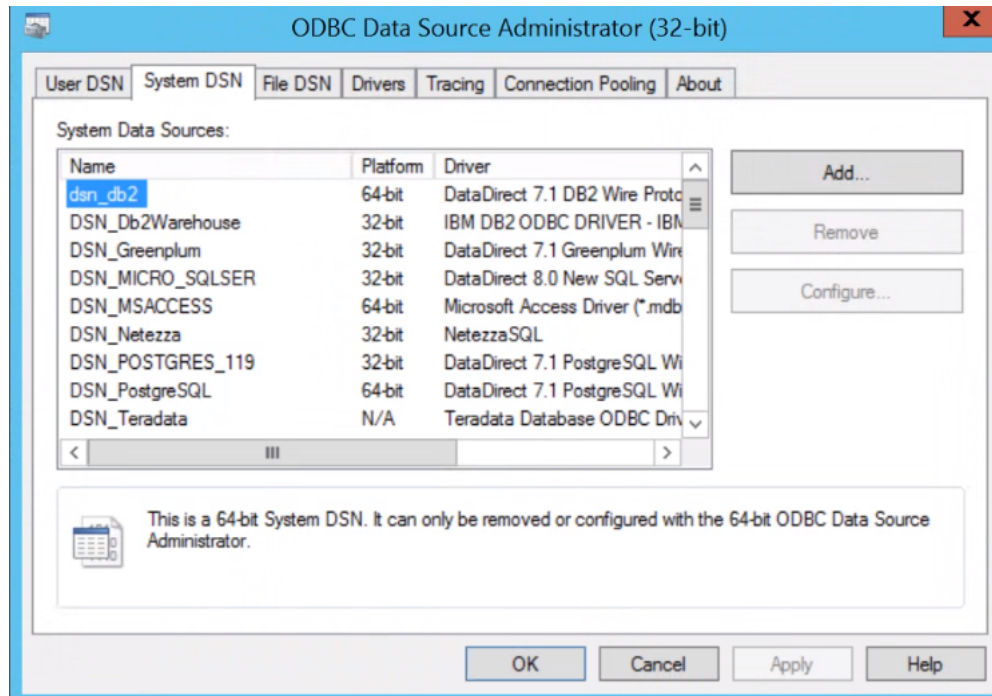 ODBC Data Source Administrator (32-bit)
X
User DSN System DSN File DSN Drivers Tracing Connection Pooling About
System Data Sources:
Name Platform Driver
dsn_db2 64-bit DataDirect 7.1 DB2 Wire Proto
DSN_Db2Warehouse 32-bit IBM DB2 ODBC DRIVER - IBM
DSN_Greenplum 32-bit DataDirect 7.1 Greenplum Wire
DSN_MICRO_SQLSER 32-bit DataDirect 8.0 New SQL Serv
DSN_MSACCESS 64-bit Microsoft Access Driver (*.mdb
DSN_Netezza 32-bit NetezzaSQL
DSN_POSTGRES_119 32-bit DataDirect 7.1 PostgreSQL Wi
DSN_PostgreSQL 64-bit DataDirect 7.1 PostgreSQL Wi
DSN_Teradata N/A Teradata Database ODBC Driv
Add...
Remove
Configure...
This is a 64-bit System DSN. It can only be removed or configured with the 64-bit ODBC Data Source
Administrator.
OK Cancel Apply Help